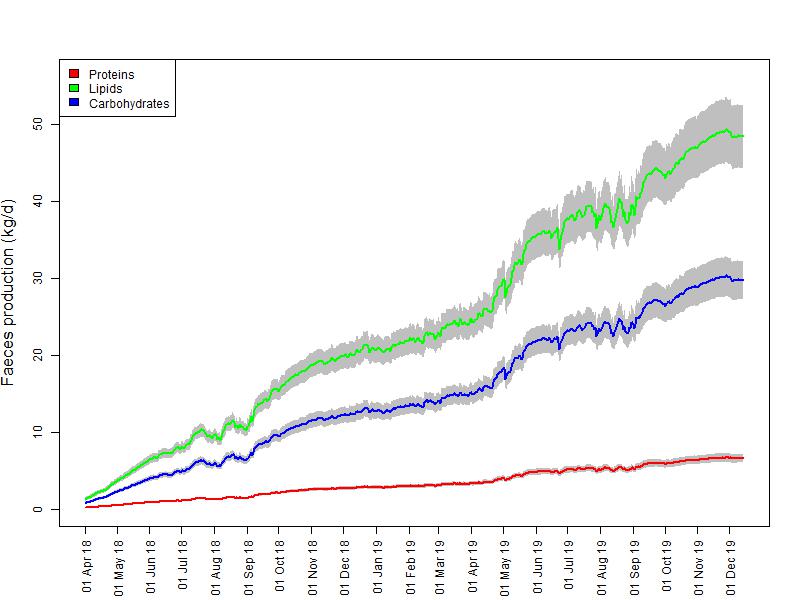 Proteins
Lipids
Carbohydrates
Faeces production (kg/d)
50
40
30
20
10
0
01 Apr 18
01 May 18
01 Jun 18
01 Jul 18
01 Aug 18
01 Sep 18
01 Oct 18
01 Nov 18
01 Dec 18
01 Jan 19
01 Feb 19
01 Mar 19
01 Apr 19
01 May 19
01 Jun 19
01 Jul 19
01 Aug 19
01 Sep 19
01 Oct 19
01 Nov 19
01 Dec 19